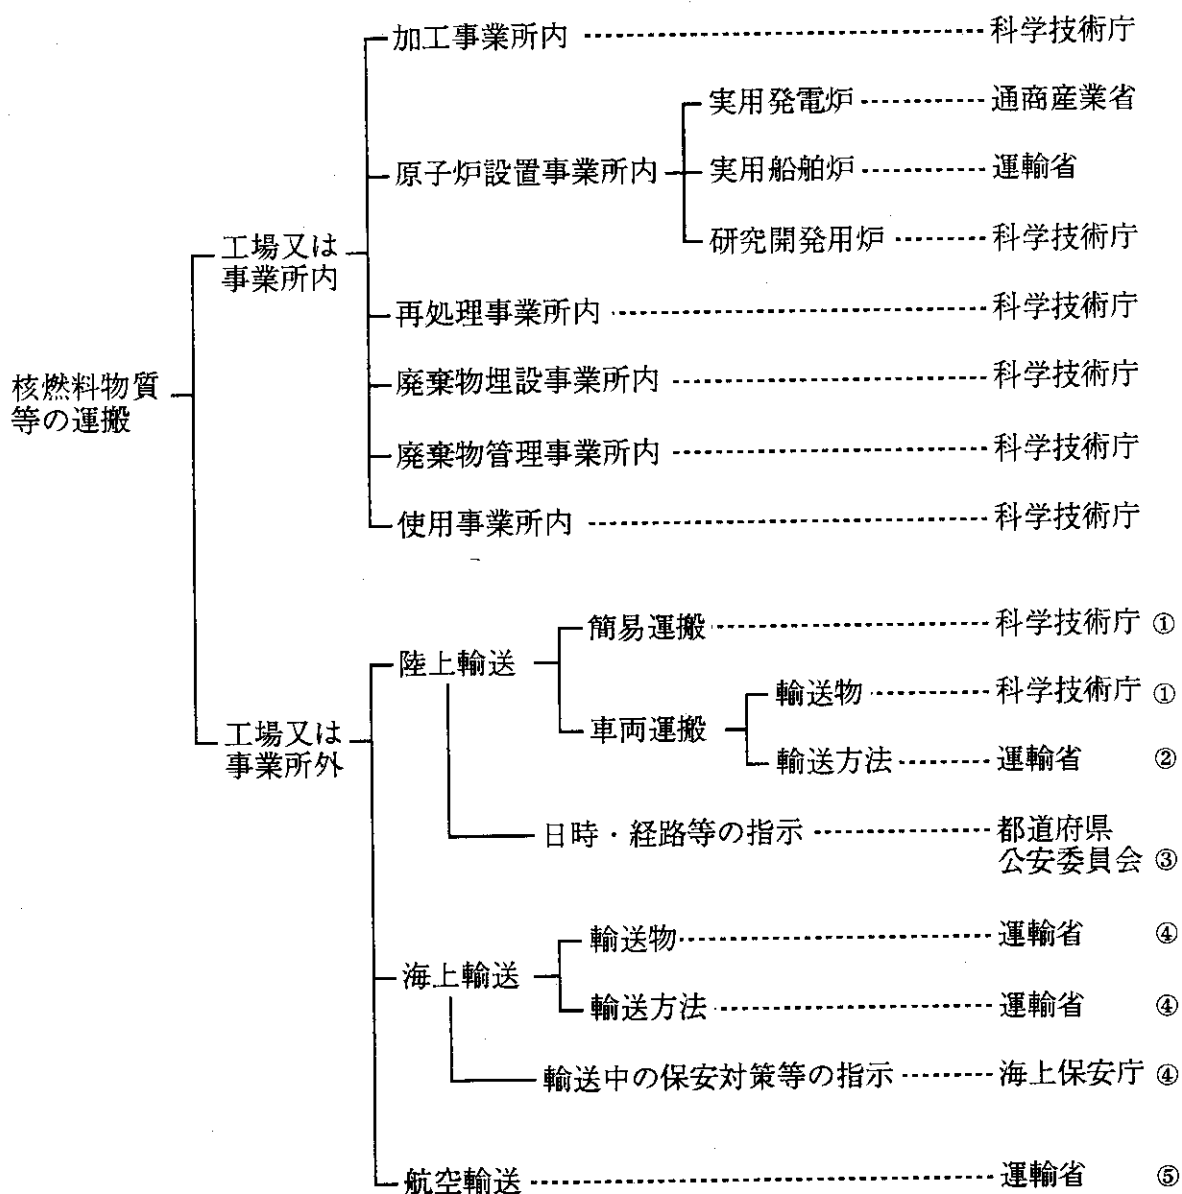 加工事業所内 科学技術庁
実用発電炉 通商産業省
原子炉設置事業所内 実用船舶炉 運輸省
研究開発用炉 科学技術庁
工場又は
事業所内
再処理事業所内 科学技術庁
廃棄物埋設事業所内 科学技術庁
核燃料物質
等の運搬
廃棄物管理事業所内 科学技術庁
使用事業所内 科学技術庁
簡易運搬 科学技術庁 ①
陸上輸送
輸送物 科学技術庁 ①
工場又は
事業所外
車両運搬
輸送方法 運輸省 ②
日時・経路等の指示 都道府県
公安委員会 ③
輸送物 運輸省 ④
海上輸送
輸送方法 運輸省 ④
輸送中の保安対策等の指示 海上保安庁 ④
航空輸送 運輸省 ⑤